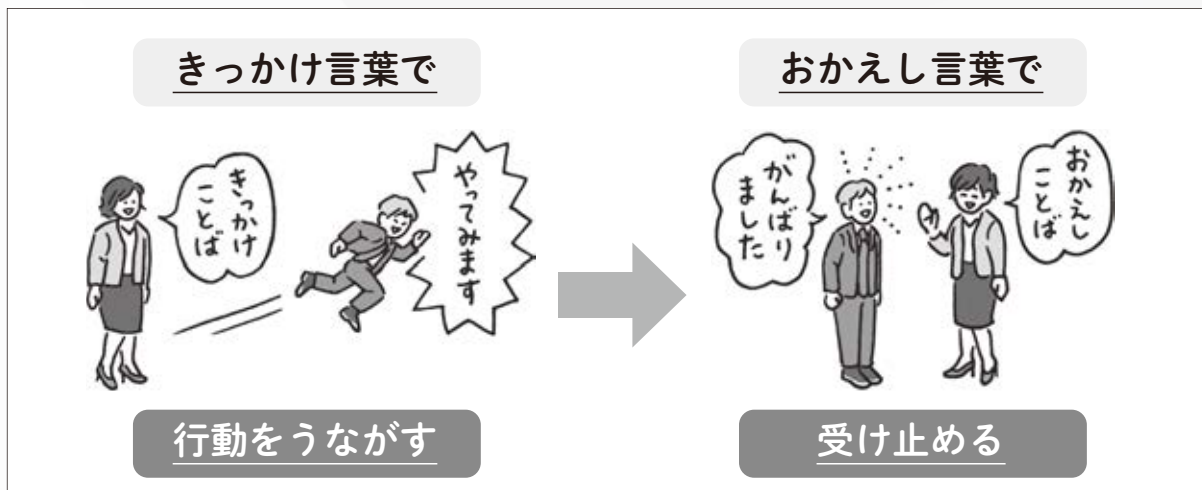 きっかけ言葉で
きっかけ
ことば
やってみます
行動をうながす
おかえし言葉で
がんばり
ました
おかえし
ことば
受け止める